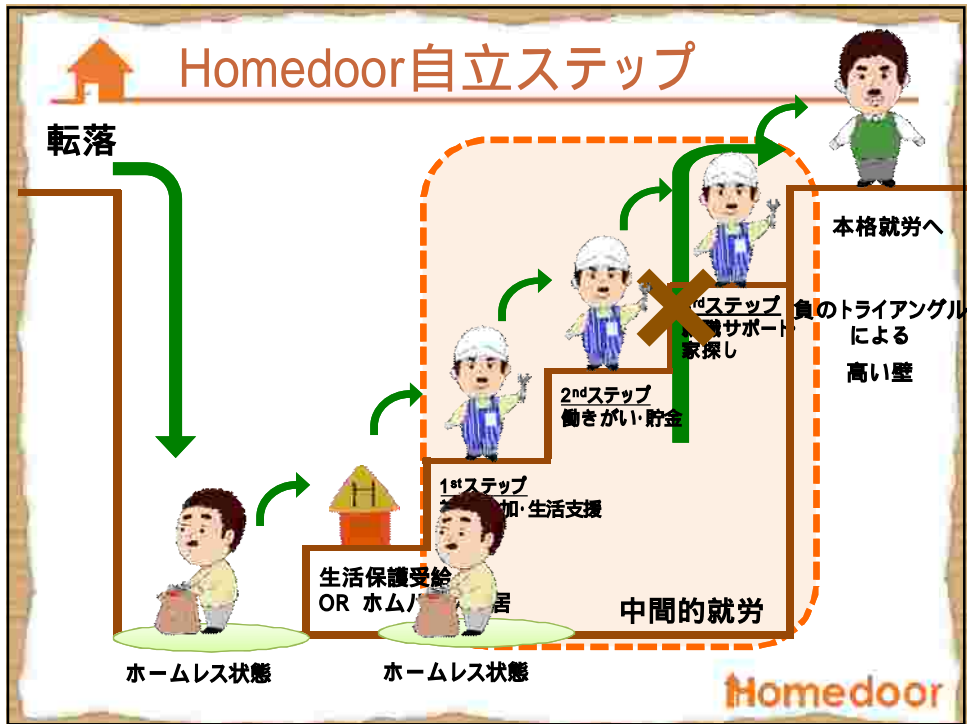 Homedoor自立ステップ
転落
本格就労へ
負のトライアングル
による
高い壁
ステップ
サポート・
家探し
2ndステップ
働きがい・貯金
1stステップ
加・生活支援
生活保護受給
OR ホム
居
中間的就労
ホームレス状態
ホームレス状態
Homedoor